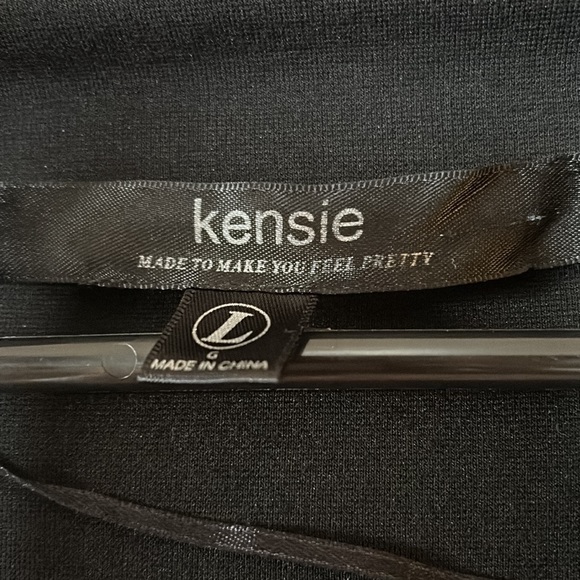 kensie
MADE TO MAKE YOU FEEL PRETTY
L
G
MADE IN CHINA